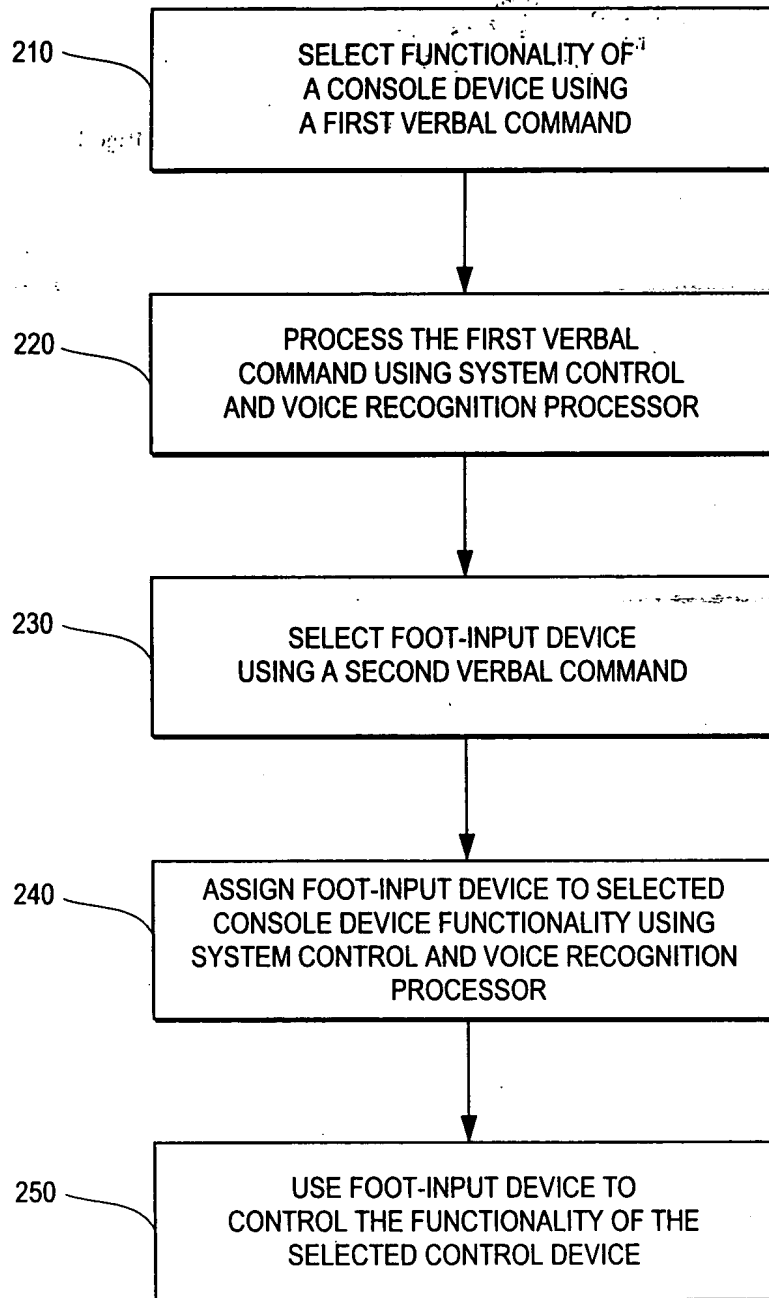 210
SELECT FUNCTIONALITY OF
A CONSOLE DEVICE USING
A FIRST VERBAL COMMAND
220
PROCESS THE FIRST VERBAL
COMMAND USING SYSTEM CONTROL
AND VOICE RECOGNITION PROCESSOR
230
SELECT FOOT-INPUT DEVICE
USING A SECOND VERBAL COMMAND
240
ASSIGN FOOT-INPUT DEVICE TO SELECTED
CONSOLE DEVICE FUNCTIONALITY USING
SYSTEM CONTROL AND VOICE RECOGNITION
PROCESSOR
250
USE FOOT-INPUT DEVICE TO
CONTROL THE FUNCTIONALITY OF THE
SELECTED CONTROL DEVICE